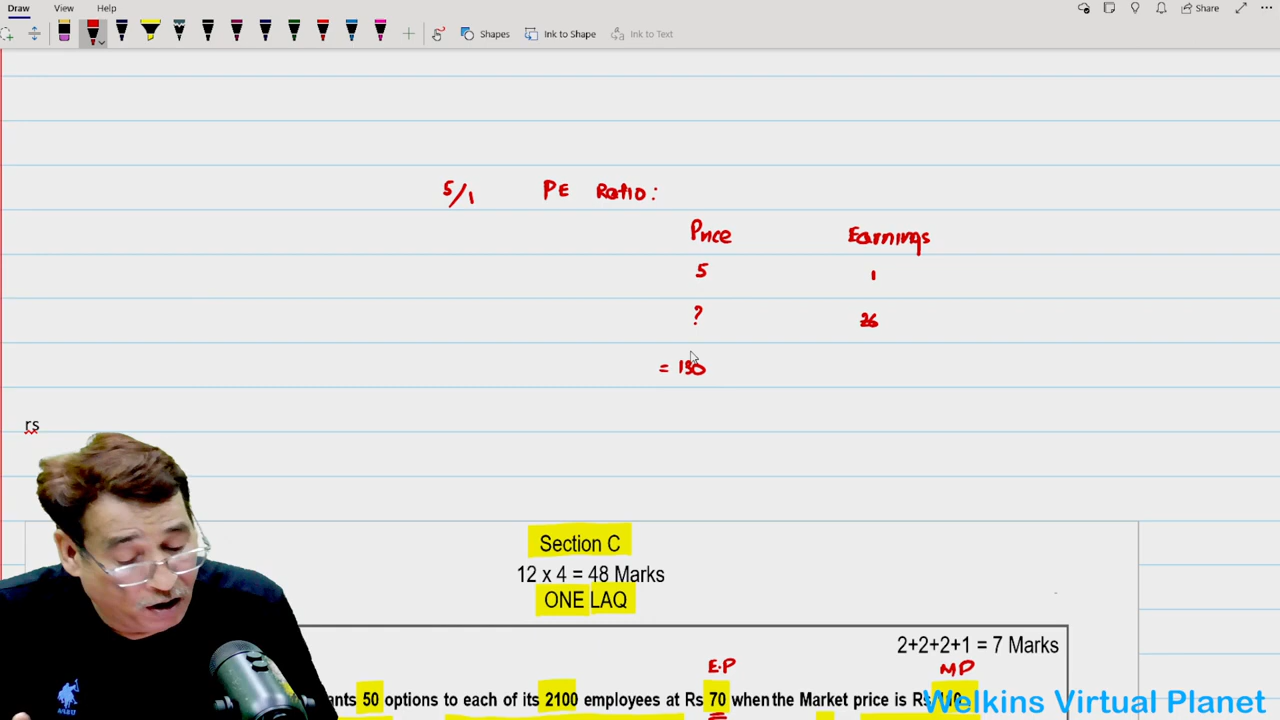 Draw View Help
Share
Shapes Ink to Shape Ink to Text
5/1 PE Ratio:
Price Earnings
5 1
? 26
= 130
rs
Section C
12 x 4 = 48 Marks
ONE LAQ
2+2+2+1 = 7 Marks
E.P MP
ants 50 options to each of its 2100 employees at Rs 70 when the Market price is Rs
Welkins Virtual Planet